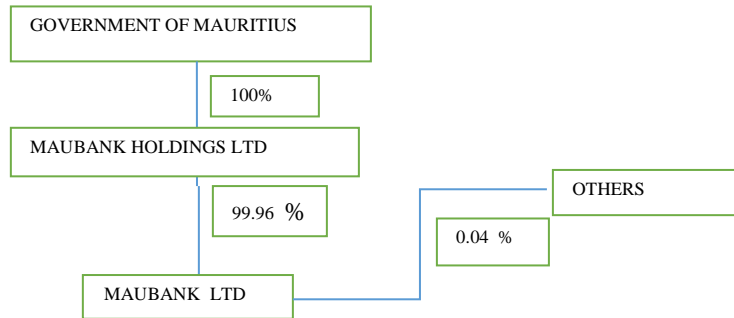 GOVERNMENT OF MAURITIUS
100%
MAUBANK HOLDINGS LTD
99.96 %
OTHERS
0.04 %
MAUBANK LTD